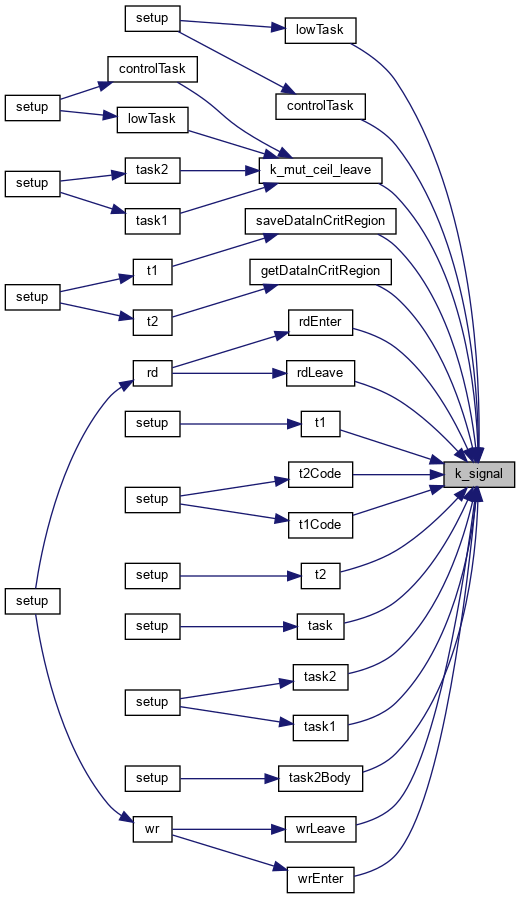 setup
lowTask
controlTask
controlTask
setup
lowTask
task2
k_mut_ceil_leave
setup
task1
saveDataInCritRegion
t1
getDataInCritRegion
setup
t2
rdEnter
rd
rdLeave
setup
t1
k_signal
t2Code
setup
t1Code
setup
t2
setup
setup
task
task2
setup
task1
setup
task2Body
wr
wrLeave
wrEnter